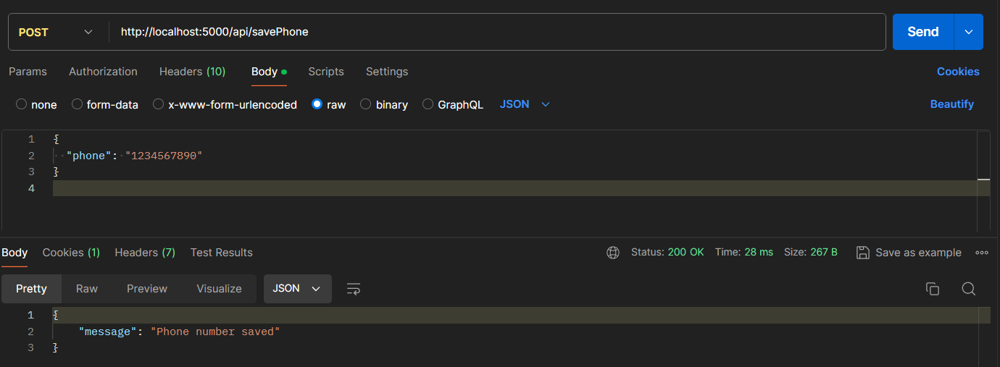 POST http://localhost:5000/api/savePhone Send
Params Authorization Headers (10) Body Scripts Settings Cookies
none form-data x-www-form-urlencoded raw binary GraphQL JSON Beautify
1 {
2 "phone": "1234567890"
3 }
4
Body Cookies (1) Headers (7) Test Results Status: 200 OK Time: 28 ms Size: 267 B Save as example
Pretty Raw Preview Visualize JSON
1 {
2 "message": "Phone number saved"
3 }